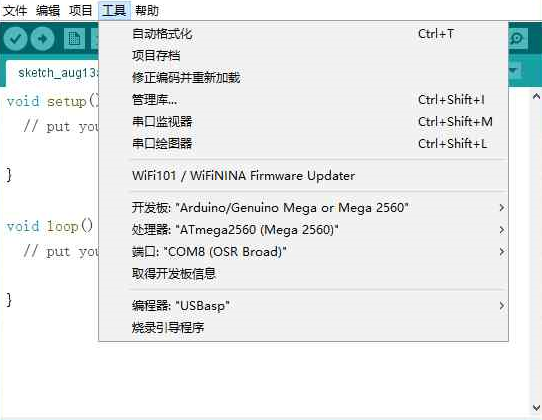 文件 编辑 项目 工具 帮助
sketch_aug13a
void setup()
// put you
}
void loop()
// put you
}
自动格式化 Ctrl+T
项目存档
修正编码并重新加载
管理库... Ctrl+Shift+I
串口监视器 Ctrl+Shift+M
串口绘图器 Ctrl+Shift+L
WiFi101 / WiFiNINA Firmware Updater
开发板: "Arduino/Genuino Mega or Mega 2560"
处理器: "ATmega2560 (Mega 2560)"
端口: "COM8 (OSR Broad)"
取得开发板信息
编程器: "USBasp"
烧录引导程序